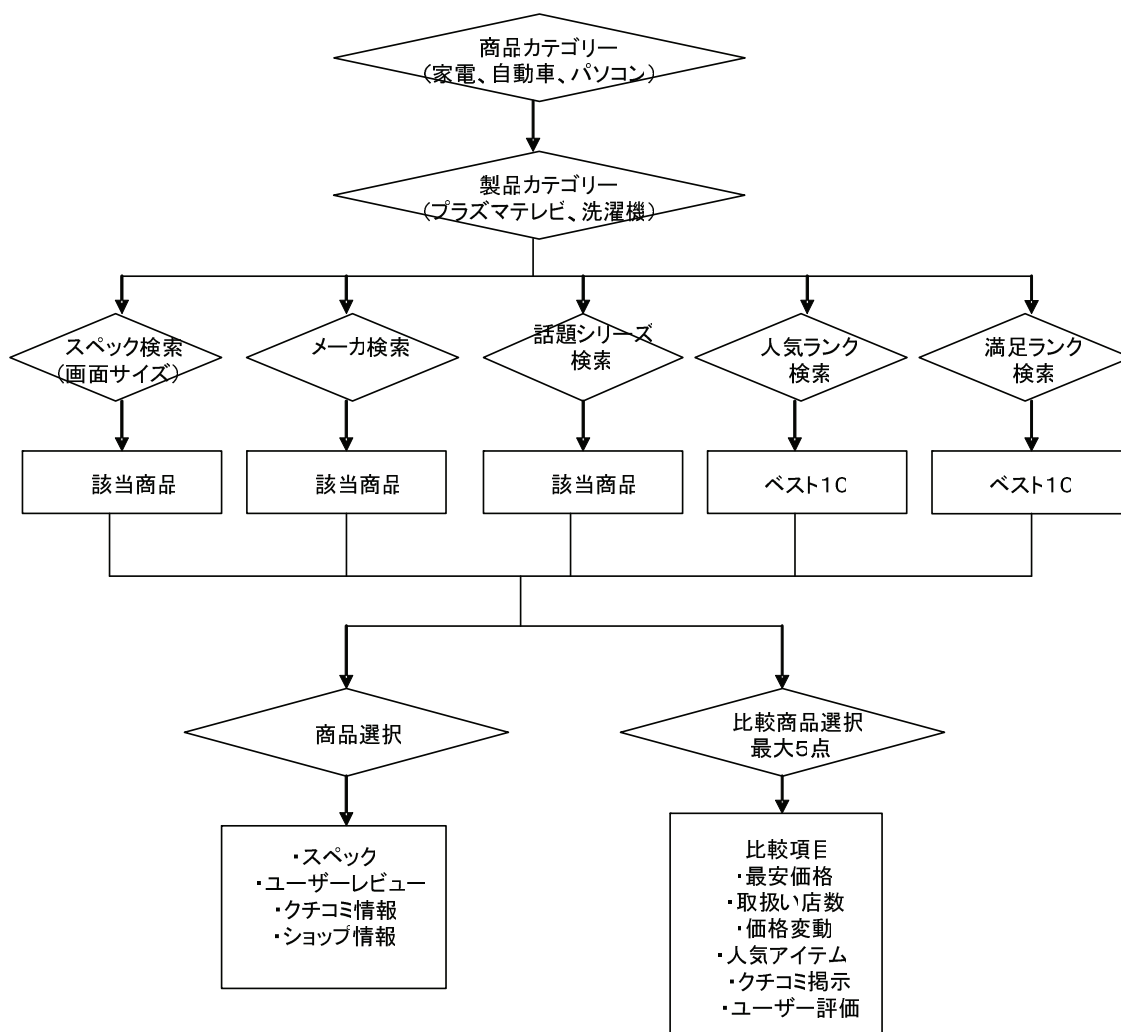 商品カテゴリー
(家電、自動車、パソコン)
製品カテゴリー
(プラズマテレビ、洗濯機)
スペック検索
(画面サイズ)
メーカ検索
話題シリーズ
検索
人気ランク
検索
満足ランク
検索
該当商品
該当商品
該当商品
ベスト10
ベスト10
商品選択
比較商品選択
最大5点
・スペック
・ユーザーレビュー
・クチコミ情報
・ショップ情報
比較項目
・最安価格
・取扱い店数
・価格変動
・人気アイテム
・クチコミ掲示
・ユーザー評価